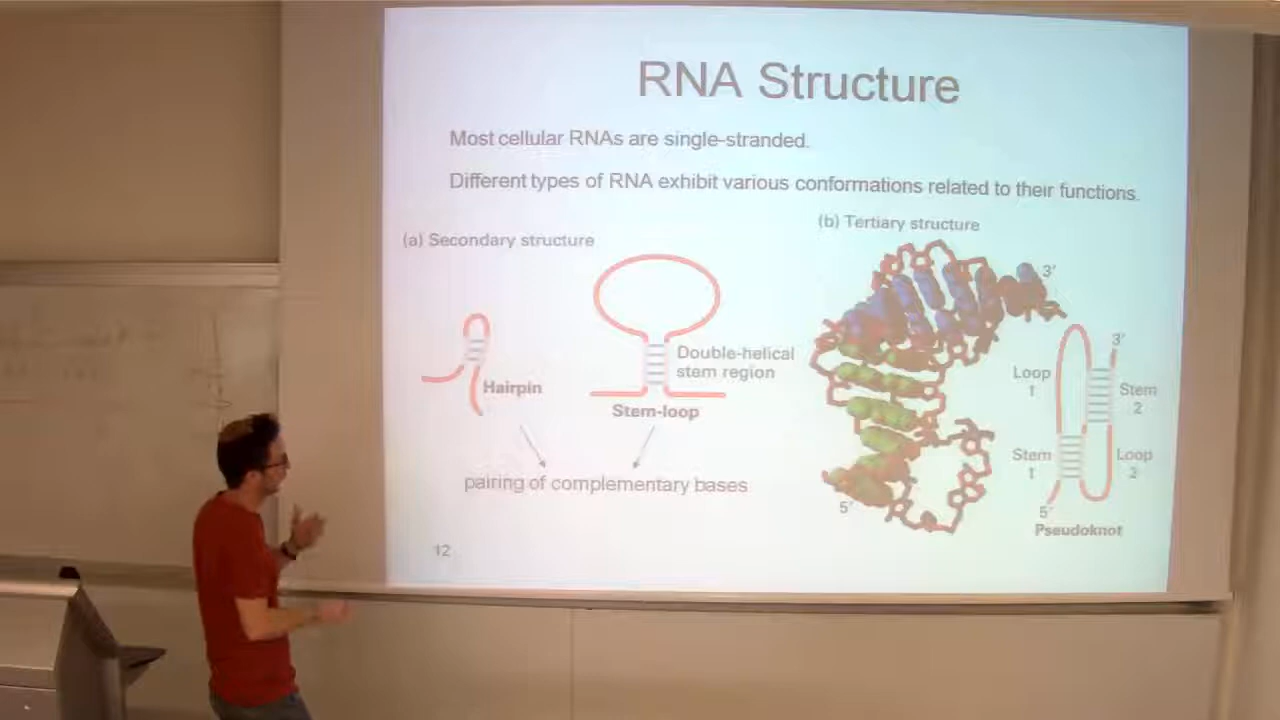 RNA Structure
Most cellular RNAs are single-stranded.
Different types of RNA exhibit various conformations related to their functions.
(a) Secondary structure
(b) Tertiary structure
Hairpin
Double-helical
stem region
Stem-loop
pairing of complementary bases
3′
5′
3′
Loop
1
Stem
2
Stem
1
Loop
2
5′
Pseudoknot
12